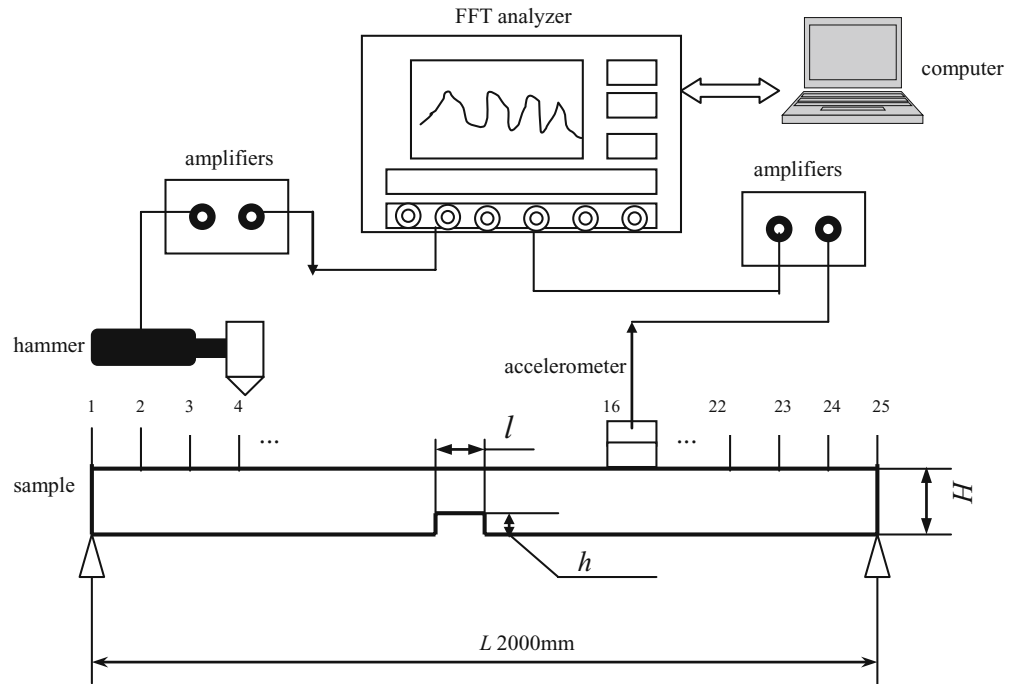 FFT analyzer
computer
amplifiers
amplifiers
hammer
accelerometer
1 2 3 4 ... 16 ... 22 23 24 25
l
sample
H
h
L 2000mm